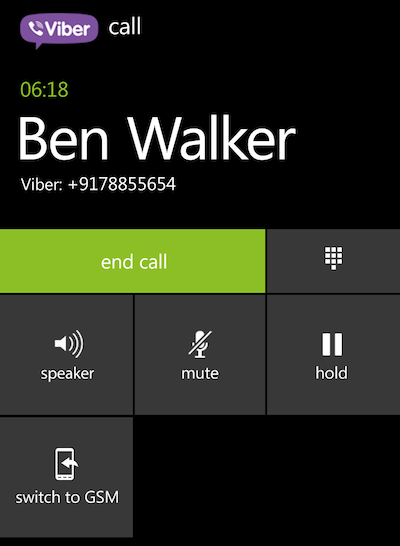 Viber call
06:18
Ben Walker
Viber: +9178855654
end call
speaker
mute
hold
switch to GSM